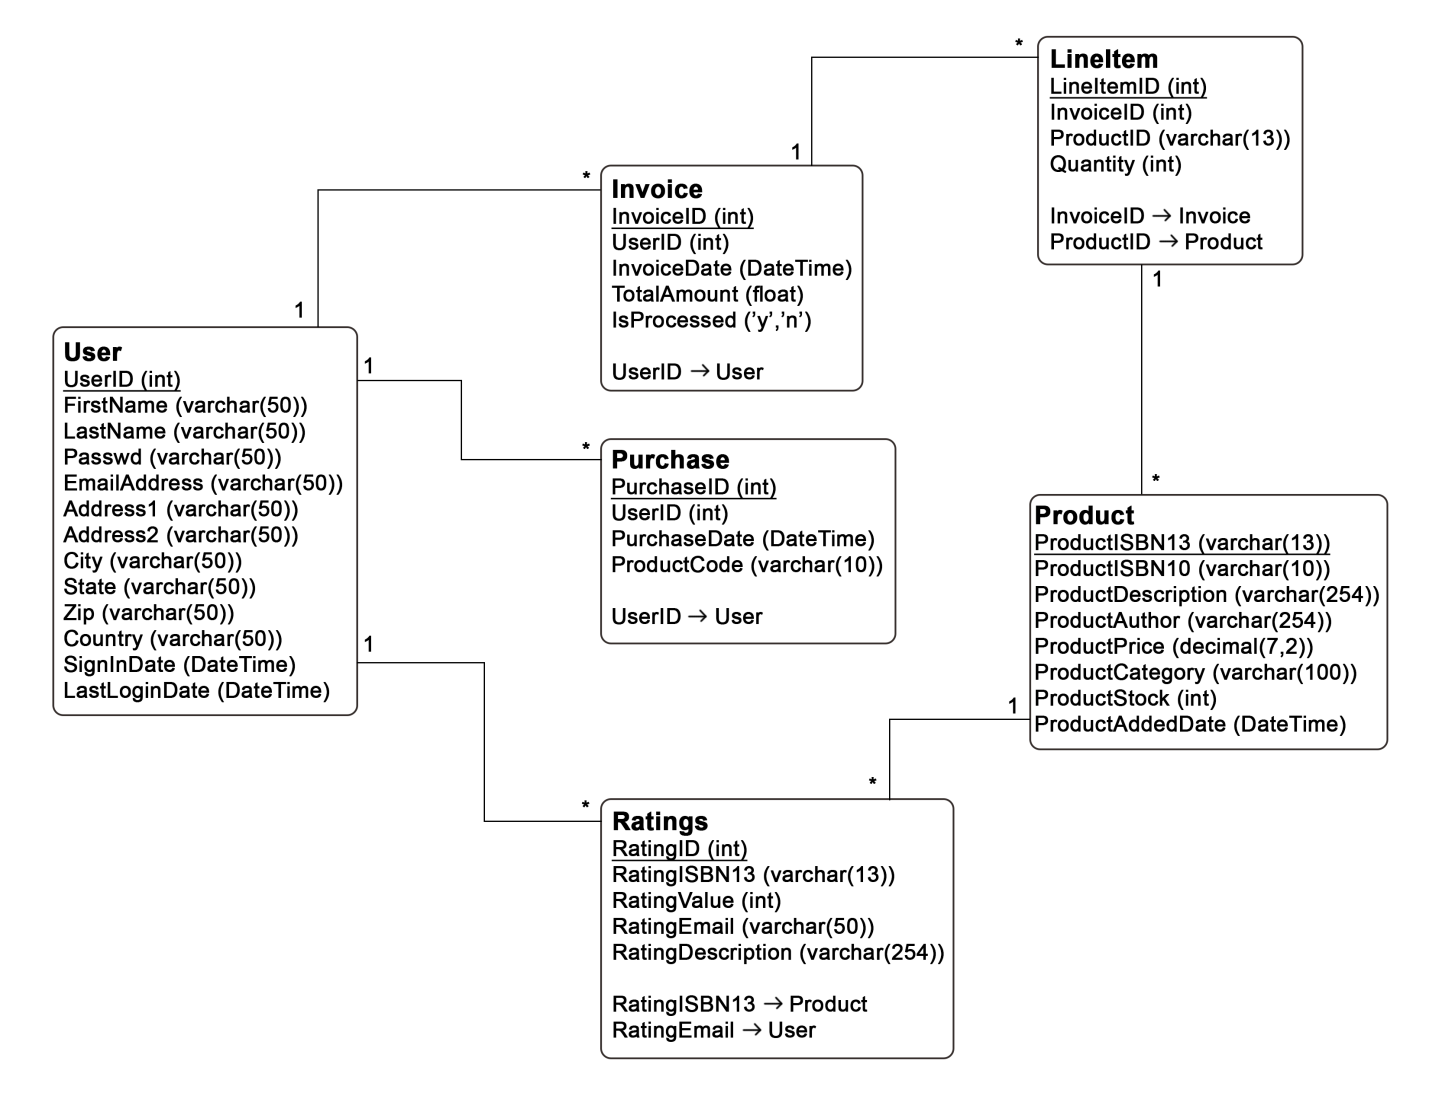 *
LineItem
LineItemID (int)
InvoiceID (int)
ProductID (varchar(13))
Quantity (int)
InvoiceID → Invoice
ProductID → Product
1
*
1
*
Invoice
InvoiceID (int)
UserID (int)
InvoiceDate (DateTime)
TotalAmount (float)
IsProcessed ('y','n')
UserID → User
1
User
UserID (int)
FirstName (varchar(50))
LastName (varchar(50))
Passwd (varchar(50))
EmailAddress (varchar(50))
Address1 (varchar(50))
Address2 (varchar(50))
City (varchar(50))
State (varchar(50))
Zip (varchar(50))
Country (varchar(50))
SignInDate (DateTime)
LastLoginDate (DateTime)
1
*
Purchase
PurchaseID (int)
UserID (int)
PurchaseDate (DateTime)
ProductCode (varchar(10))
UserID → User
*
Product
ProductISBN13 (varchar(13))
ProductISBN10 (varchar(10))
ProductDescription (varchar(254))
ProductAuthor (varchar(254))
ProductPrice (decimal(7,2))
ProductCategory (varchar(100))
ProductStock (int)
ProductAddedDate (DateTime)
1
1
*
*
Ratings
RatingID (int)
RatingISBN13 (varchar(13))
RatingValue (int)
RatingEmail (varchar(50))
RatingDescription (varchar(254))
RatingISBN13 → Product
RatingEmail → User